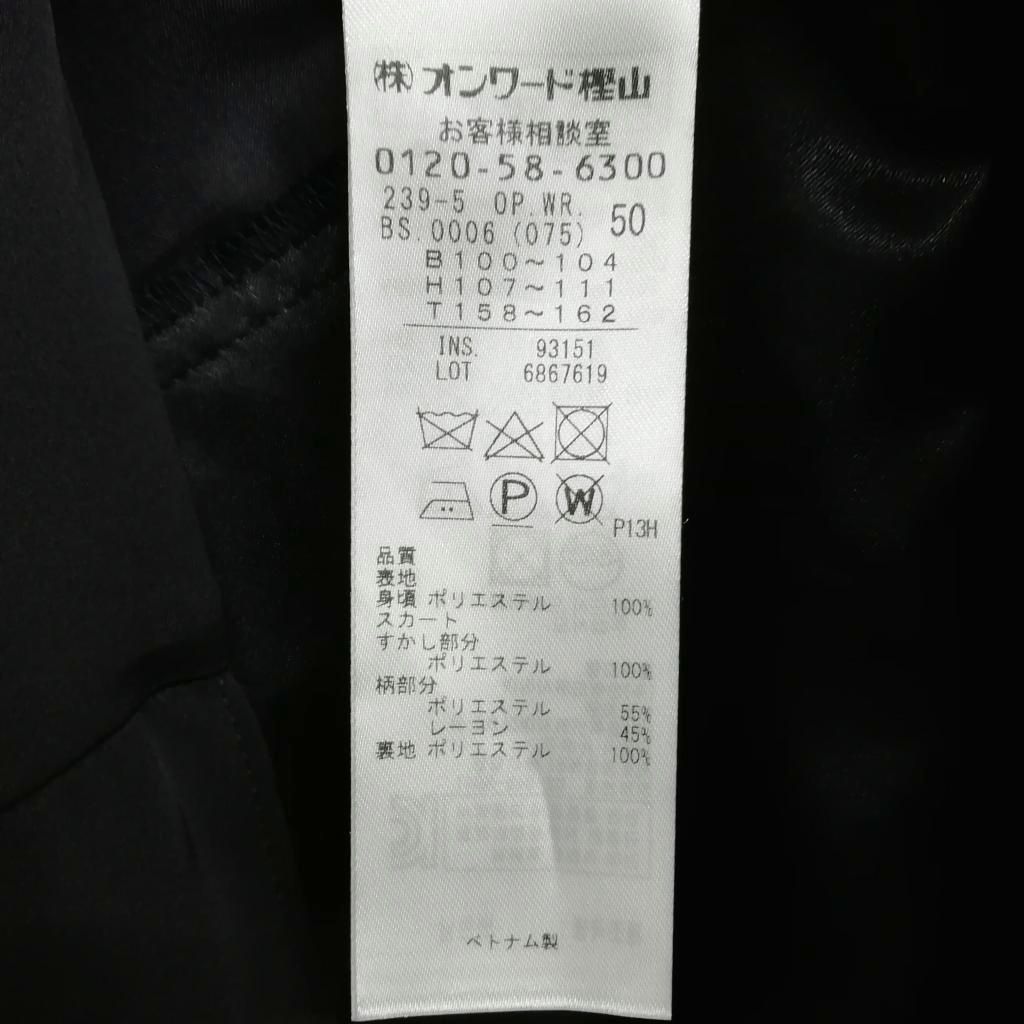 ㈱オンワード樫山
お客様相談室
0120-58-6300
239-5 OP.WR. 50
BS.0006 (075)
B100～104
H107～111
T158～162
INS. 93151
LOT 6867619
P W P13H
品質
表地
身頃 ポリエステル 100%
スカート
すかし部分
ポリエステル 100%
柄部分
ポリエステル 55%
レーヨン 45%
裏地 ポリエステル 100%
ベトナム製